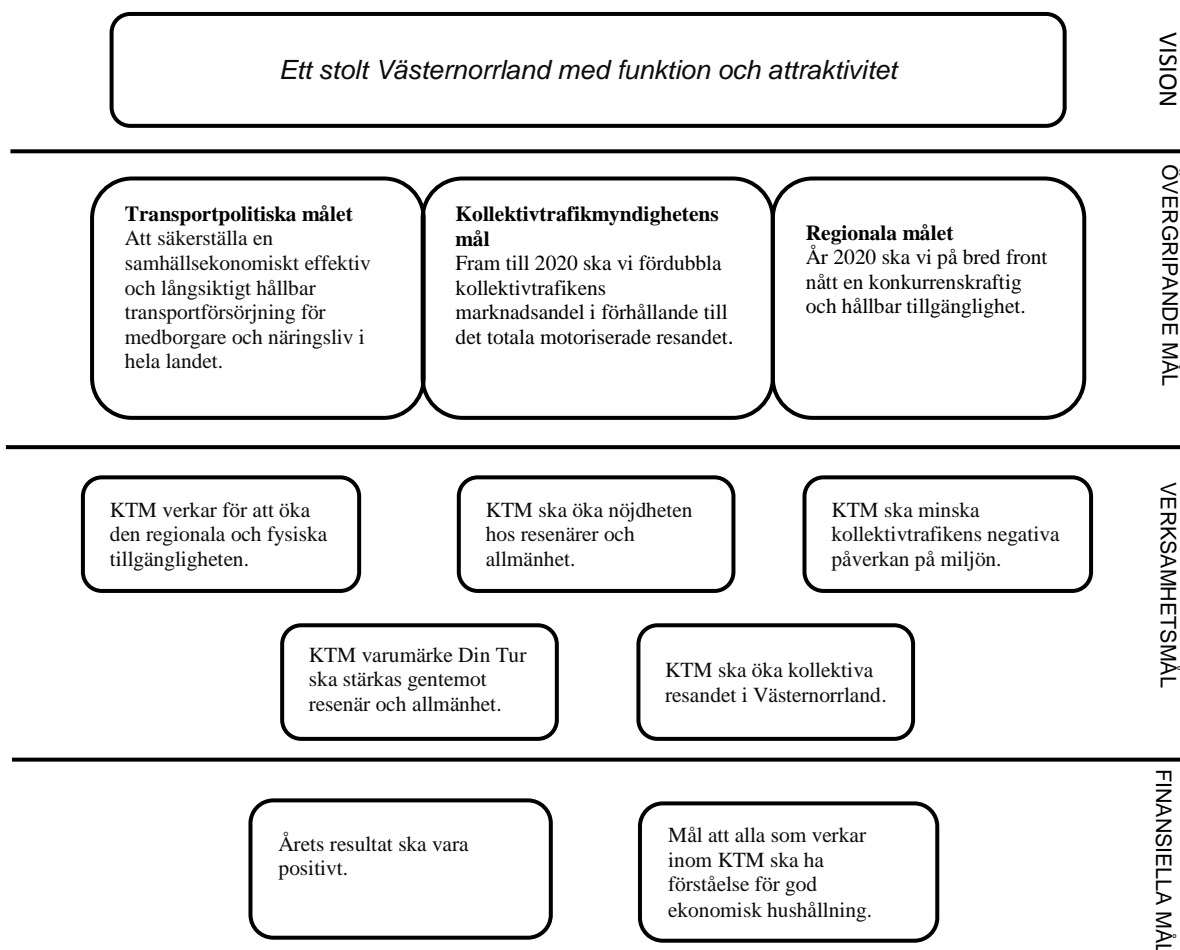 Ett stolt Västernorrland med funktion och attraktivitet
VISION
Transportpolitiska målet
Att säkerställa en
samhällsekonomiskt effektiv
och långsiktigt hållbar
transportförsörjning för
medborgare och näringsliv i
hela landet.
Kollektivtrafikmyndighetens
mål
Fram till 2020 ska vi fördubbla
kollektivtrafikens
marknadsandel i förhållande till
det totala motoriserade resandet.
Regionala målet
År 2020 ska vi på bred front
nått en konkurrenskraftig
och hållbar tillgänglighet.
ÖVERGRIPANDE MÅL
KTM verkar för att öka
den regionala och fysiska
tillgängligheten.
KTM ska öka nöjdheten
hos resenärer och
allmänhet.
KTM ska minska
kollektivtrafikens negativa
påverkan på miljön.
KTM varumärke Din Tur
ska stärkas gentemot
resenär och allmänhet.
KTM ska öka kollektiva
resandet i Västernorrland.
VERKSAMHETSMÅL
Årets resultat ska vara
positivt.
Mål att alla som verkar
inom KTM ska ha
förståelse för god
ekonomisk hushållning.
FINANSIELLA MÅL